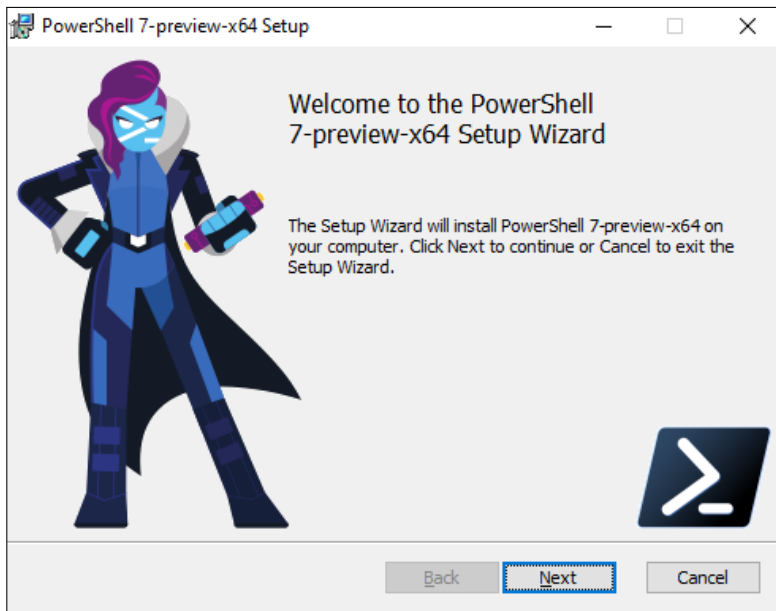 PowerShell 7-preview-x64 Setup
Welcome to the PowerShell
7-preview-x64 Setup Wizard
The Setup Wizard will install PowerShell 7-preview-x64 on
your computer. Click Next to continue or Cancel to exit the
Setup Wizard.
Back Next Cancel